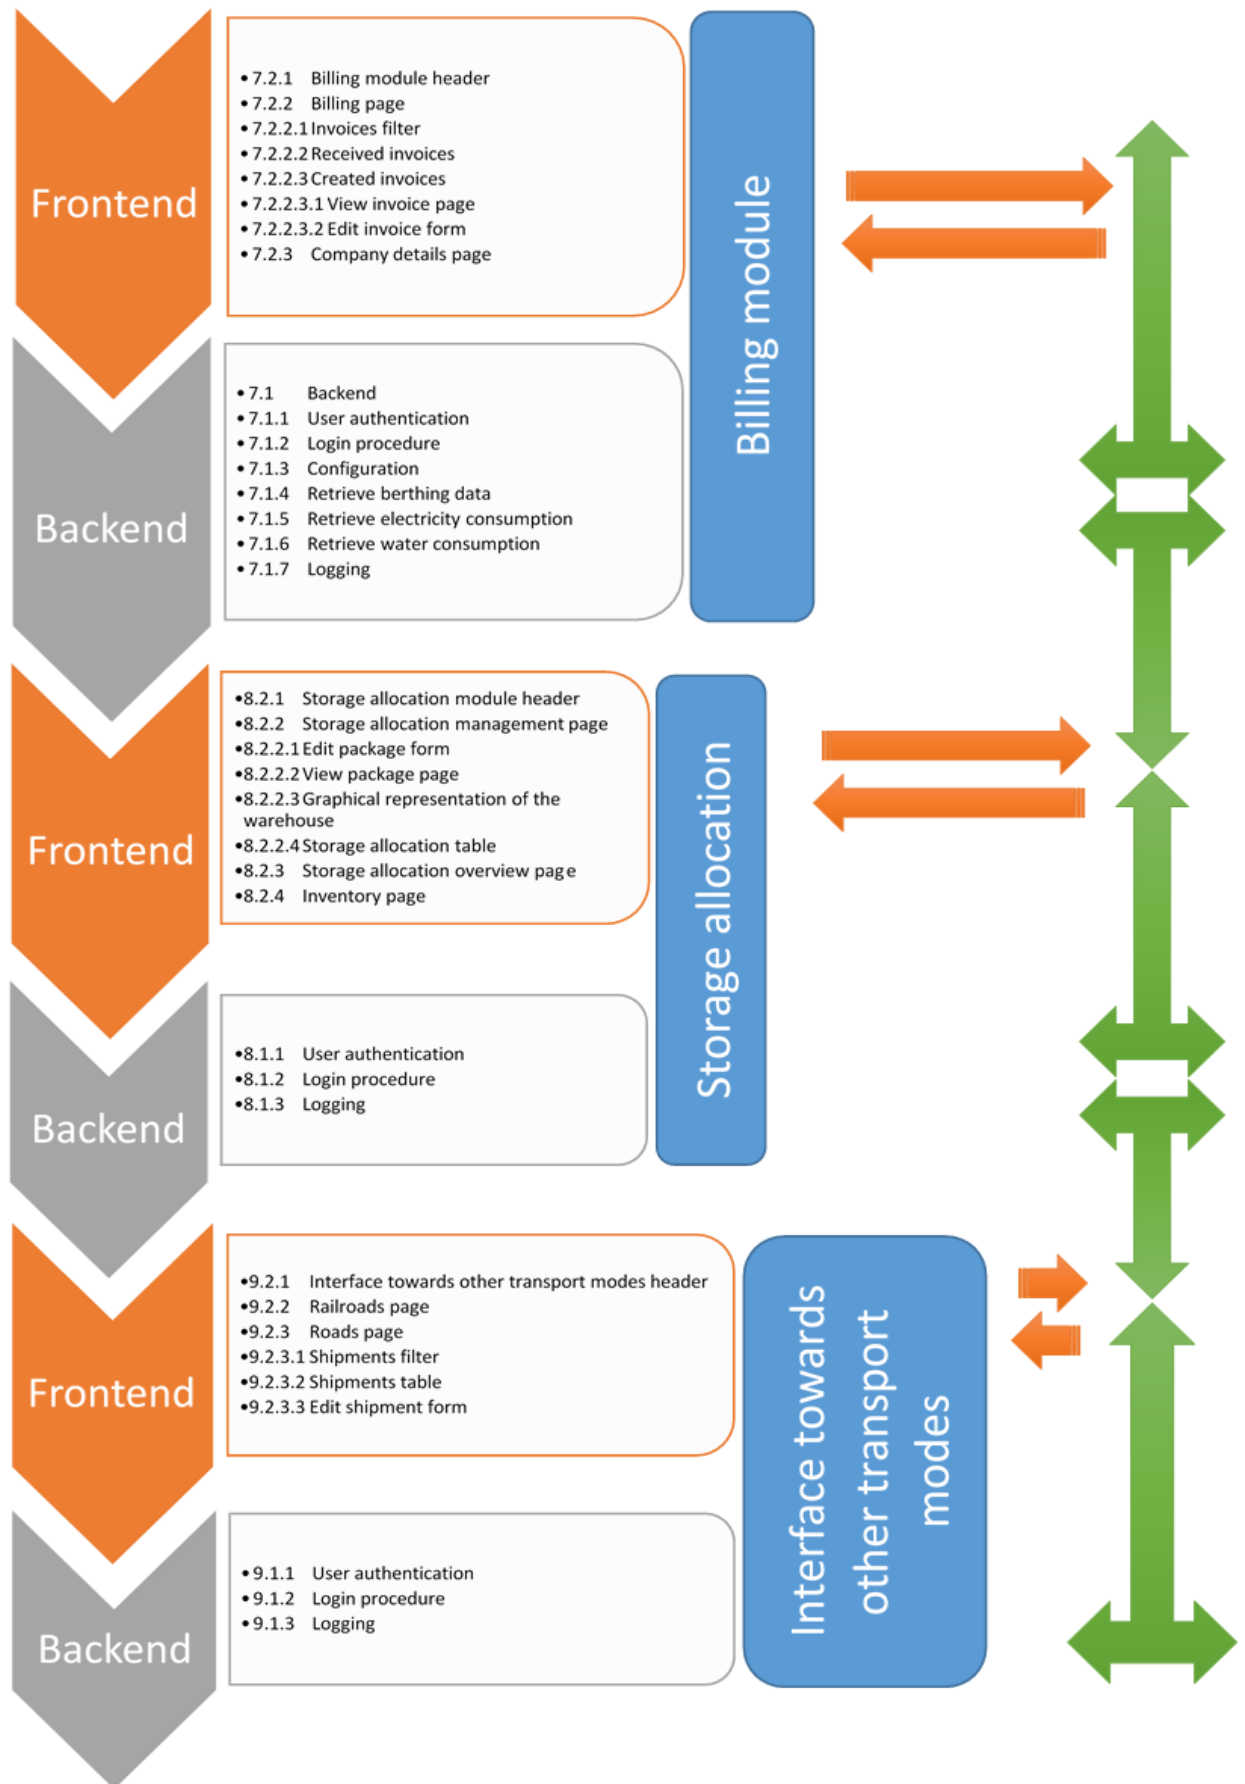 Frontend
• 7.2.1 Billing module header
• 7.2.2 Billing page
• 7.2.2.1 Invoices filter
• 7.2.2.2 Received invoices
• 7.2.2.3 Created invoices
• 7.2.2.3.1 View invoice page
• 7.2.2.3.2 Edit invoice form
• 7.2.3 Company details page
Billing module
Backend
• 7.1 Backend
• 7.1.1 User authentication
• 7.1.2 Login procedure
• 7.1.3 Configuration
• 7.1.4 Retrieve berthing data
• 7.1.5 Retrieve electricity consumption
• 7.1.6 Retrieve water consumption
• 7.1.7 Logging
Frontend
•8.2.1 Storage allocation module header
•8.2.2 Storage allocation management page
•8.2.2.1 Edit package form
•8.2.2.2 View package page
•8.2.2.3 Graphical representation of the
warehouse
•8.2.2.4 Storage allocation table
•8.2.3 Storage allocation overview page
•8.2.4 Inventory page
Storage allocation
Backend
•8.1.1 User authentication
•8.1.2 Login procedure
•8.1.3 Logging
Frontend
•9.2.1 Interface towards other transport modes header
•9.2.2 Railroads page
•9.2.3 Roads page
•9.2.3.1 Shipments filter
•9.2.3.2 Shipments table
•9.2.3.3 Edit shipment form
Interface towards
other transport
modes
Backend
• 9.1.1 User authentication
• 9.1.2 Login procedure
• 9.1.3 Logging